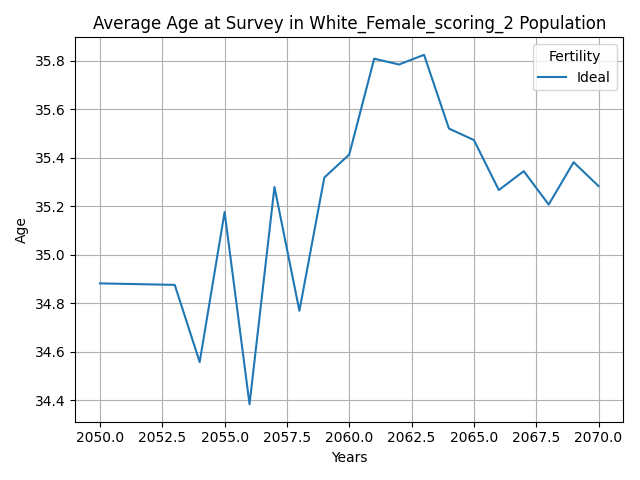 Average Age at Survey in White_Female_scoring_2 Population
Fertility
Ideal
35.8
35.6
35.4
35.2
35.0
34.8
34.6
34.4
Age
2050.0 2052.5 2055.0 2057.5 2060.0 2062.5 2065.0 2067.5 2070.0
Years